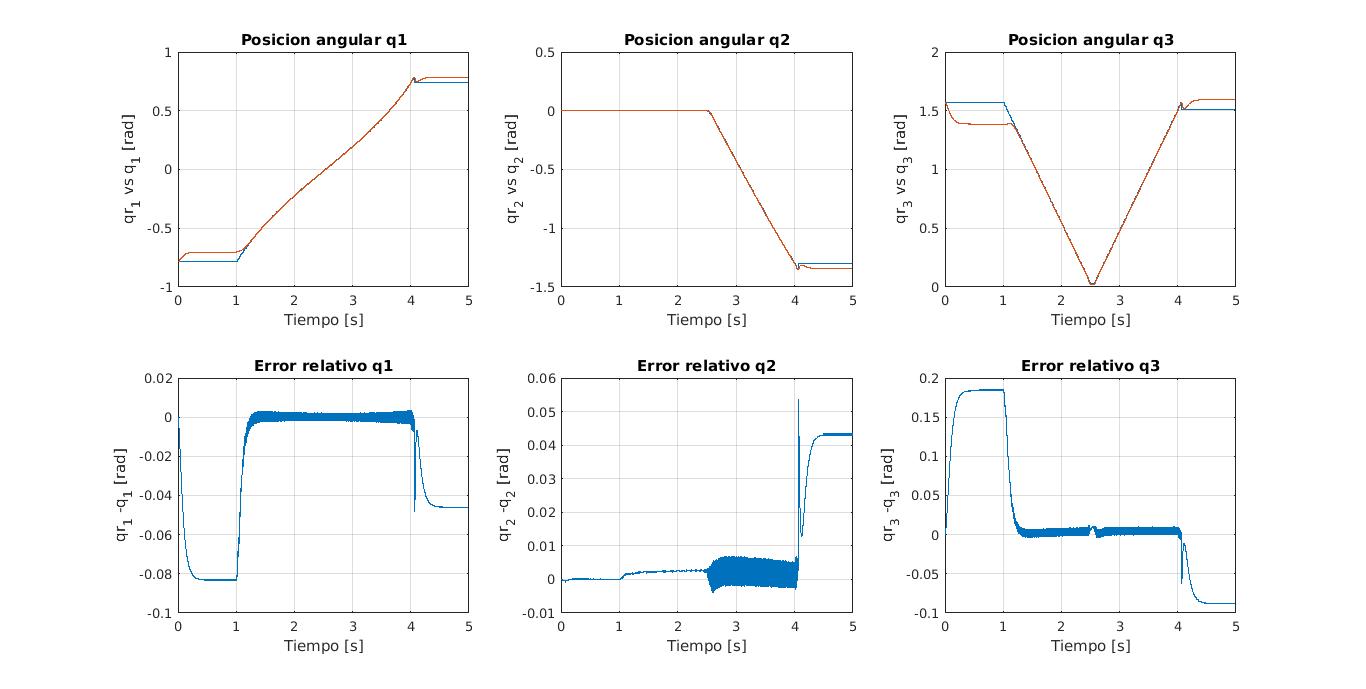 Posicion angular q1
1
0.5
0
-0.5
-1
qr1 vs q1 [rad]
0 1 2 3 4 5
Tiempo [s]
Posicion angular q2
0.5
0
-0.5
-1
-1.5
qr2 vs q2 [rad]
0 1 2 3 4 5
Tiempo [s]
Posicion angular q3
2
1.5
1
0.5
0
qr3 vs q3 [rad]
0 1 2 3 4 5
Tiempo [s]
Error relativo q1
0.02
0
-0.02
-0.04
-0.06
-0.08
-0.1
qr1 -q1 [rad]
0 1 2 3 4 5
Tiempo [s]
Error relativo q2
0.06
0.05
0.04
0.03
0.02
0.01
0
-0.01
qr2 -q2 [rad]
0 1 2 3 4 5
Tiempo [s]
Error relativo q3
0.2
0.15
0.1
0.05
0
-0.05
-0.1
qr3 -q3 [rad]
0 1 2 3 4 5
Tiempo [s]